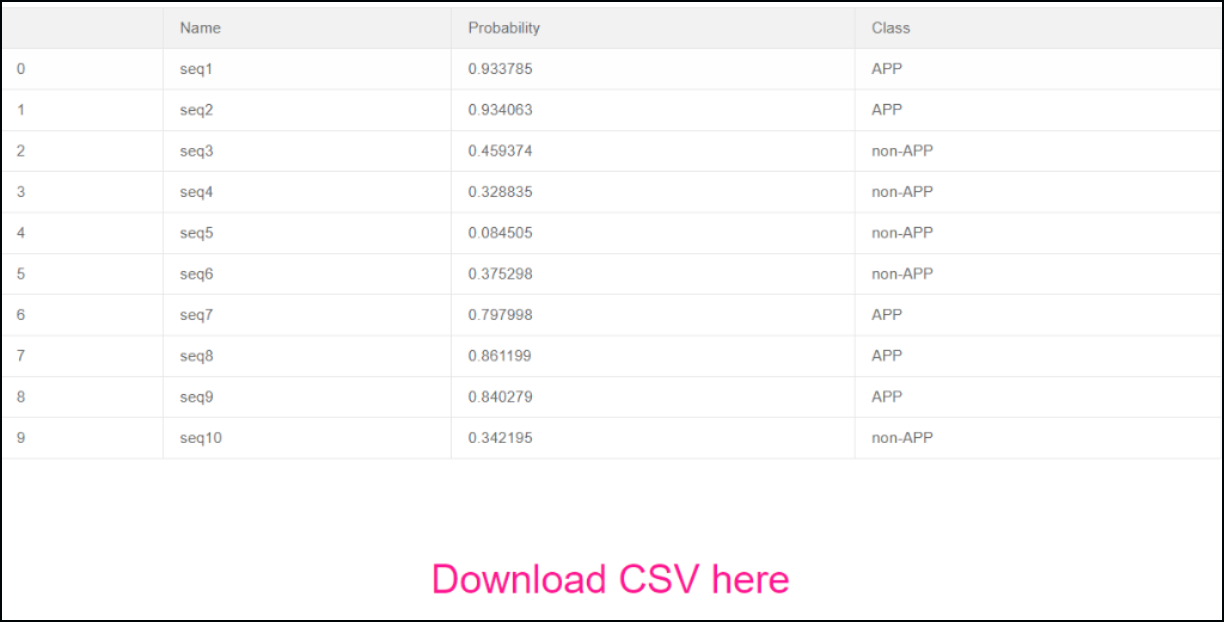 Name Probability Class
0 seq1 0.933785 APP
1 seq2 0.934063 APP
2 seq3 0.459374 non-APP
3 seq4 0.328835 non-APP
4 seq5 0.084505 non-APP
5 seq6 0.375298 non-APP
6 seq7 0.797998 APP
7 seq8 0.861199 APP
8 seq9 0.840279 APP
9 seq10 0.342195 non-APP
Download CSV here